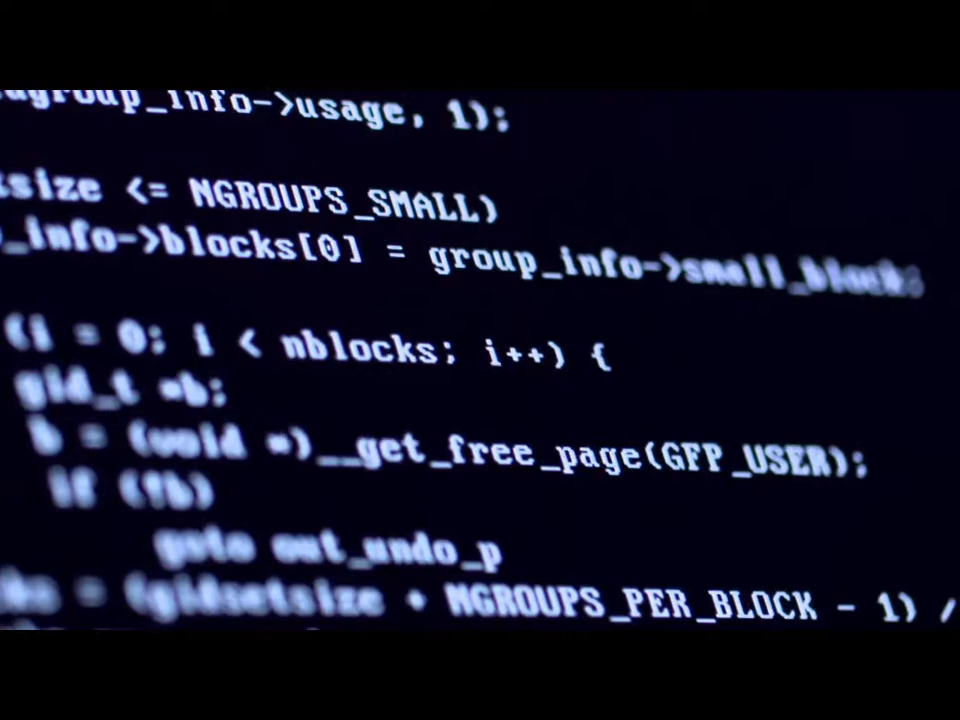 group_info->usage, 1);
size <= NGROUPS_SMALL)
_info->blocks[0] = group_info->small_block;
(i = 0; i < nblocks; i++) {
gid_t *b;
b = (void *)__get_free_page(GFP_USER);
if (!b)
goto out_undo_p
= (gidsetsize + NGROUPS_PER_BLOCK - 1) /